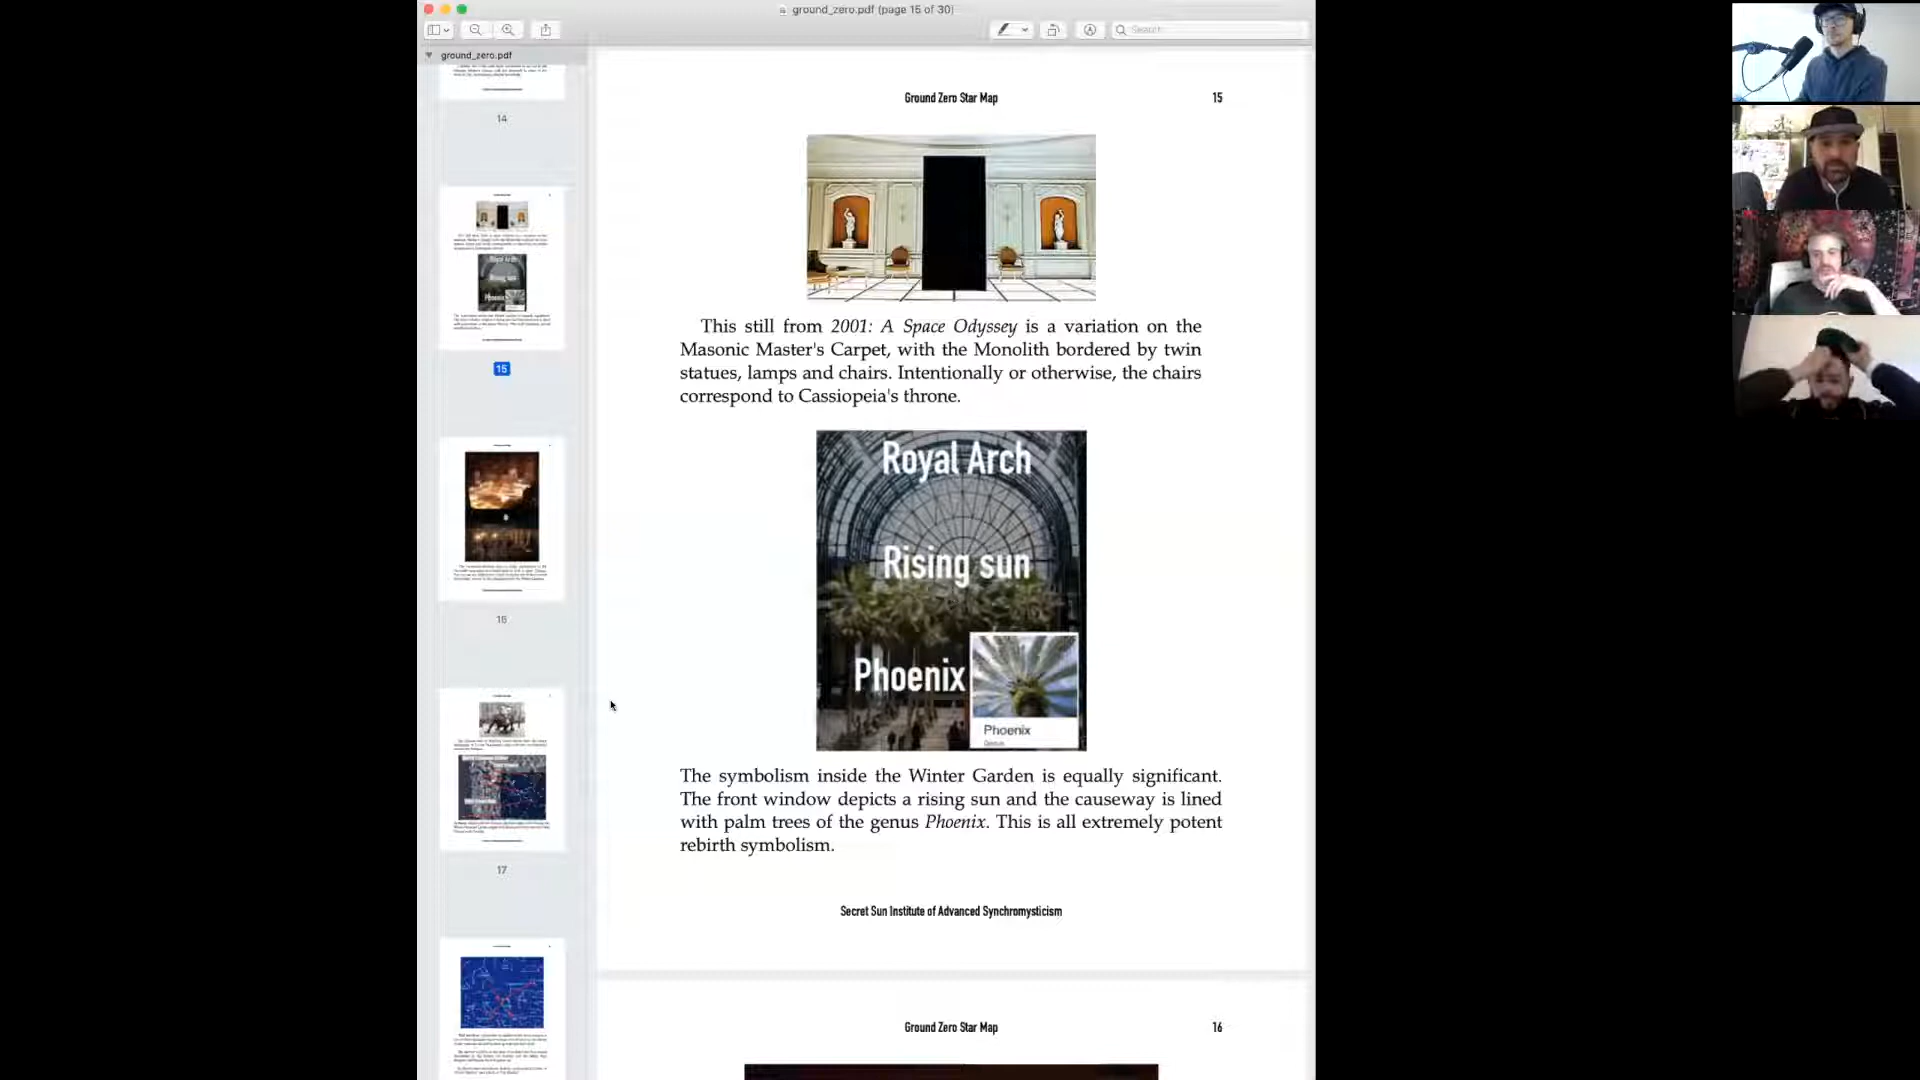 ground_zero.pdf (page 15 of 30)
Search
ground_zero.pdf
14
15
16
17
Ground Zero Star Map
15
This still from 2001: A Space Odyssey is a variation on the
Masonic Master's Carpet, with the Monolith bordered by twin
statues, lamps and chairs. Intentionally or otherwise, the chairs
correspond to Cassiopeia's throne.
Royal Arch
Rising sun
Phoenix
Phoenix
Genus
The symbolism inside the Winter Garden is equally significant.
The front window depicts a rising sun and the causeway is lined
with palm trees of the genus Phoenix. This is all extremely potent
rebirth symbolism.
Secret Sun Institute of Advanced Synchromysticism
Ground Zero Star Map
16